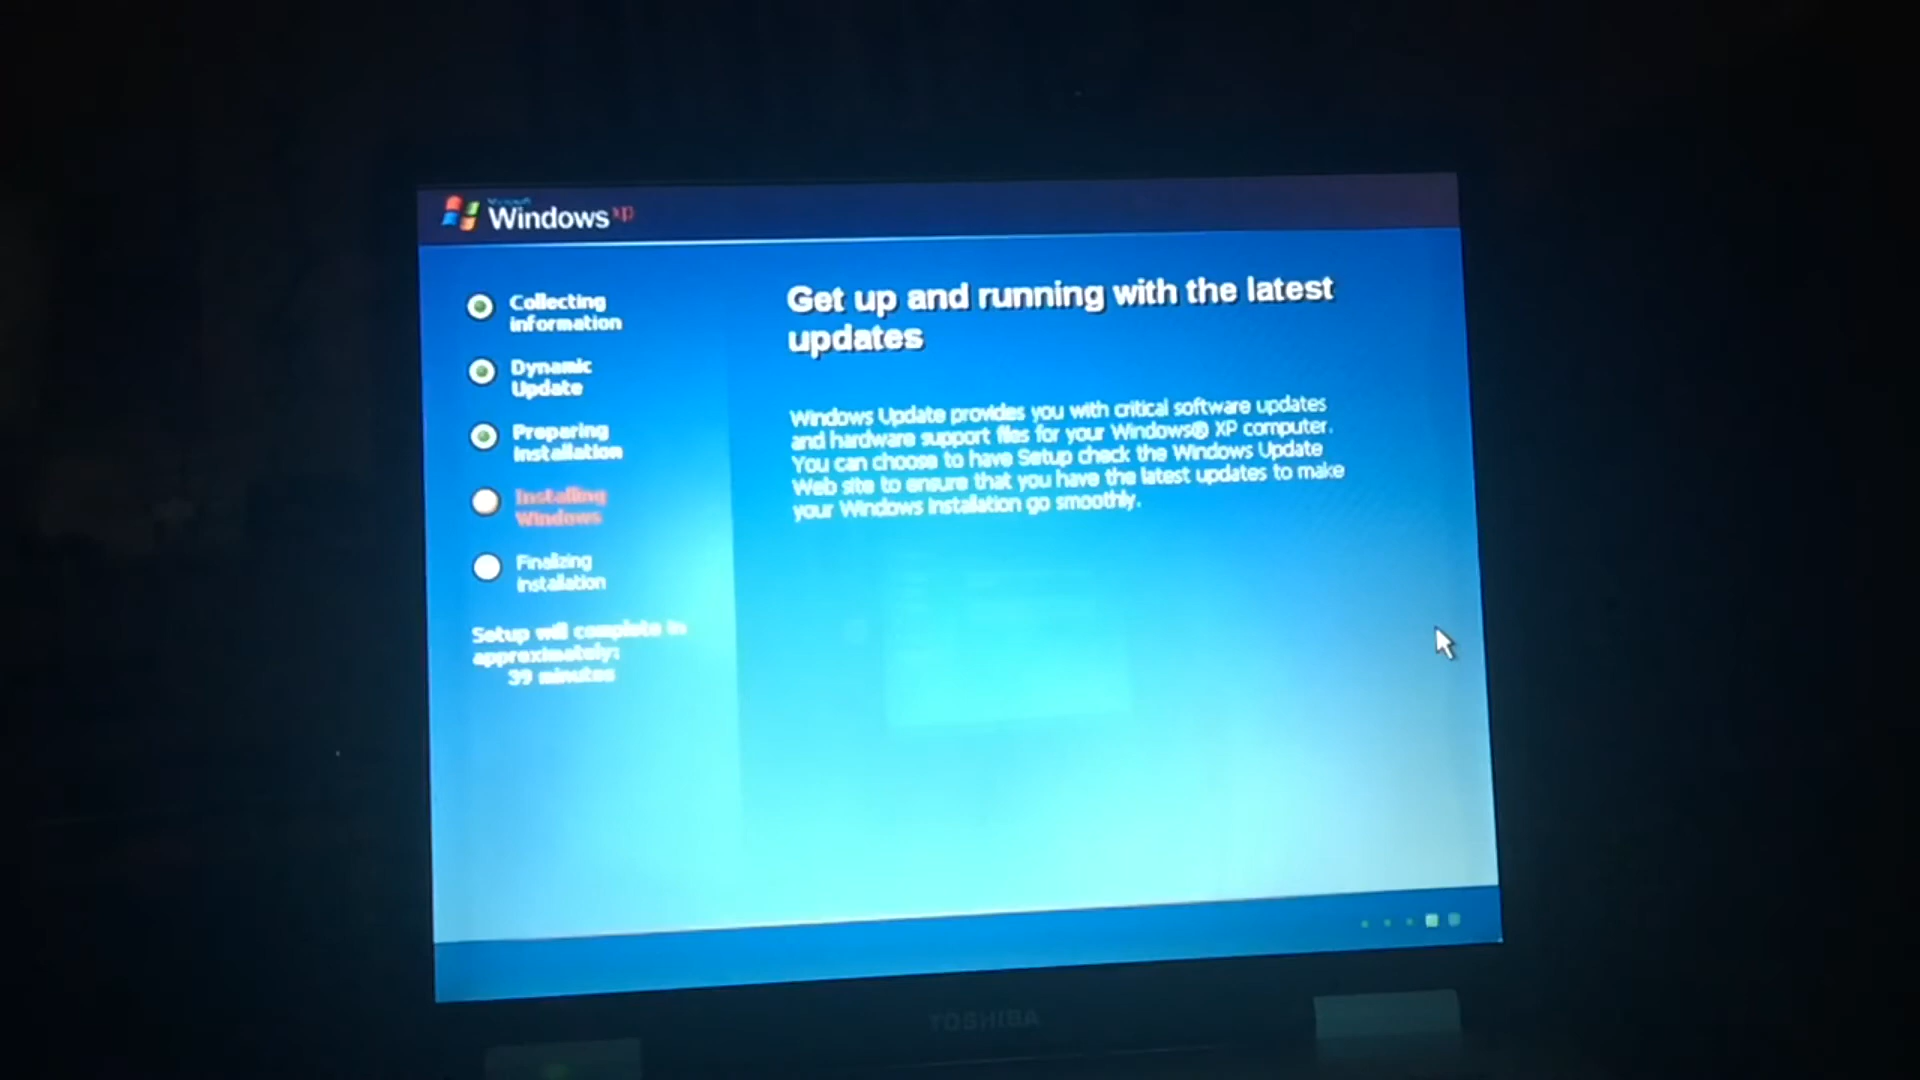 Microsoft
Windows xp
Collecting
information
Dynamic
Update
Preparing
installation
Installing
Windows
Finalizing
installation
Setup will complete in
approximately:
39 minutes
Get up and running with the latest
updates
Windows Update provides you with critical software updates
and hardware support files for your Windows® XP computer.
You can choose to have Setup check the Windows Update
Web site to ensure that you have the latest updates to make
your Windows installation go smoothly.
TOSHIBA